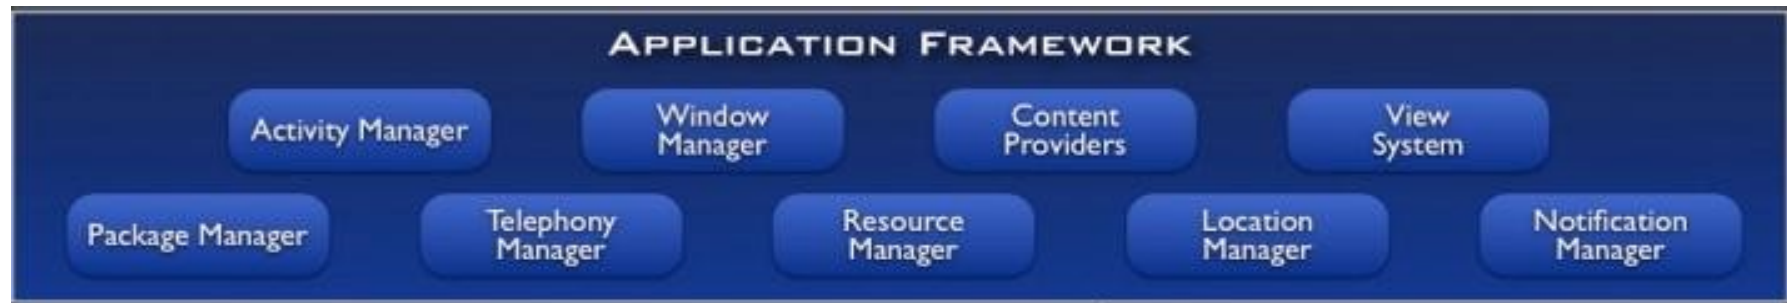 APPLICATION FRAMEWORK
Activity Manager
Window
Manager
Content
Providers
View
System
Package Manager
Telephony
Manager
Resource
Manager
Location
Manager
Notification
Manager